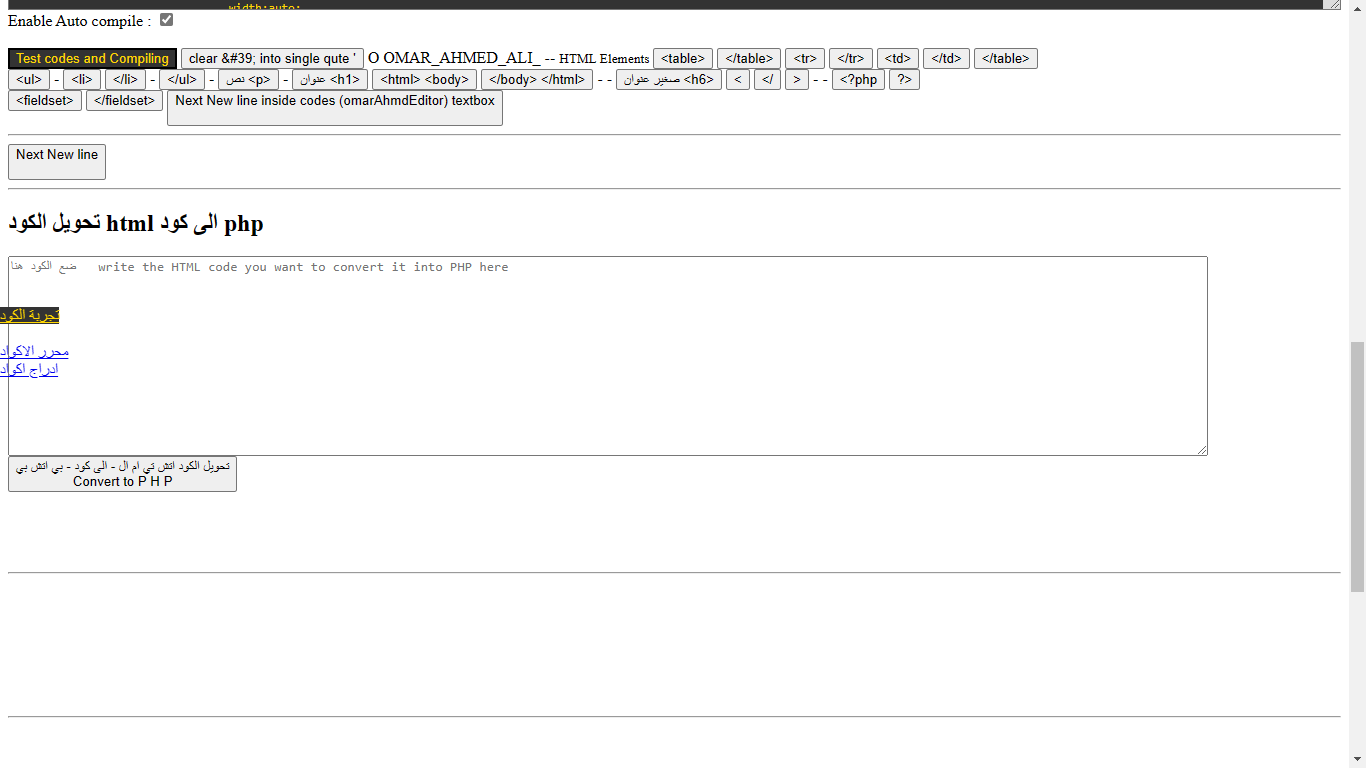 width:auto;
Enable Auto compile :
Test codes and Compiling clear &#39; into single qute ' O OMAR_AHMED_ALI_ -- HTML Elements <table> </table> <tr> </tr> <td> </td> </table>
<ul> - <li> </li> - </ul> - نص <p> - عنوان <h1> <html> <body> </body> </html> - - صغير عنوان <h6> < </ > - - <?php ?>
<fieldset> </fieldset> Next New line inside codes (omarAhmdEditor) textbox
Next New line
تحويل الكود html الى كود php
ضع الكود هنا write the HTML code you want to convert it into PHP here
تجربة الكود
محرر الاكواد
ادراج اكواد
تحويل الكود اتش تي ام ال - الى كود - بي اتش بي
Convert to P H P